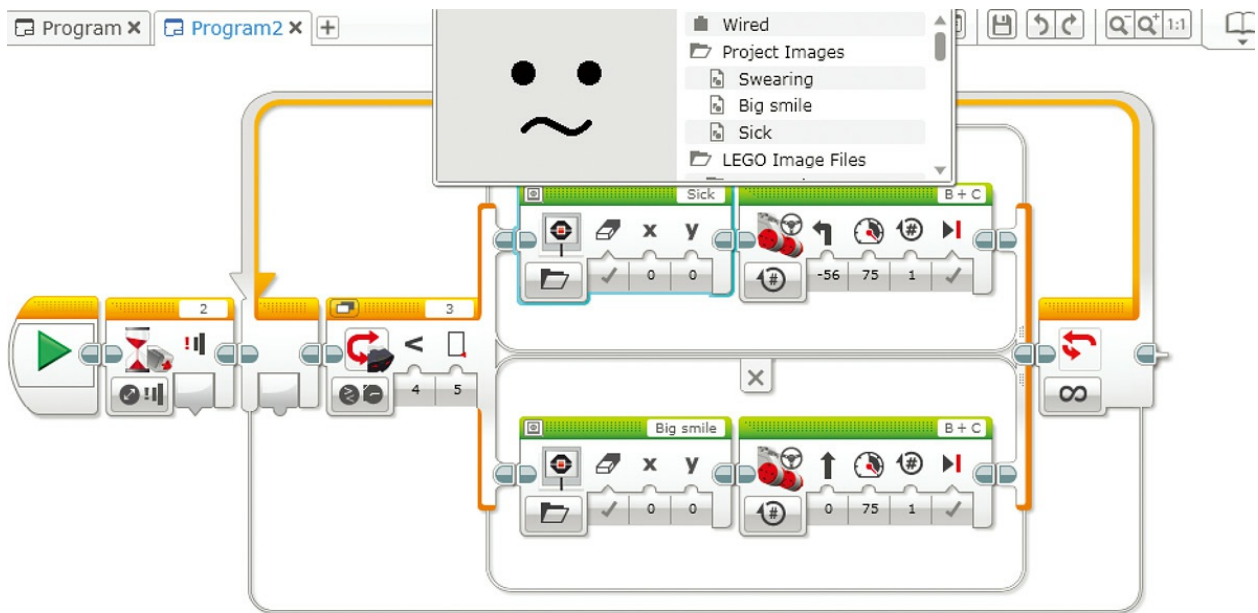 Program Program2
1:1
Wired
Project Images
Swearing
Big smile
Sick
LEGO Image Files
Sick B + C
x y #
# 0 0 -56 75 1
2 3
!
< 
! 4 5
∞
Big smile B + C
x y #
# 0 0 0 75 1